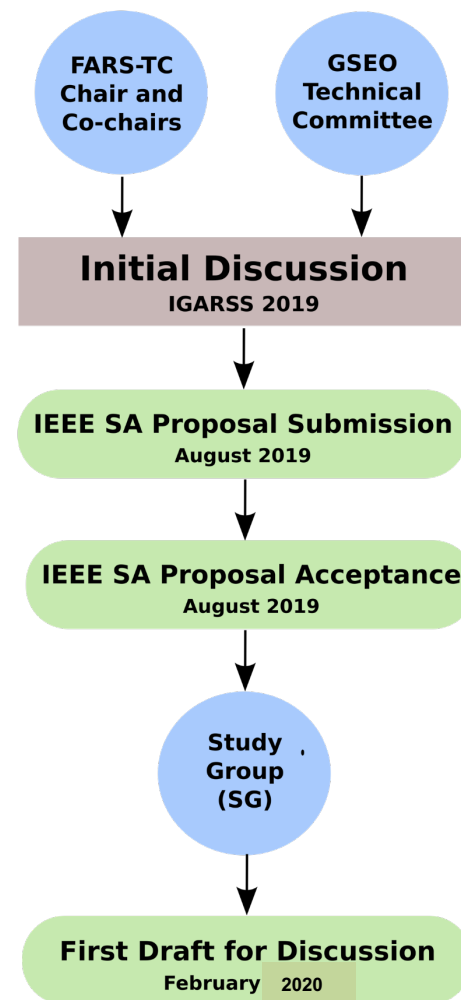 FARS-TC
Chair and
Co-chairs
GSEO
Technical
Committee
Initial Discussion
IGARSS 2019
IEEE SA Proposal Submission
August 2019
IEEE SA Proposal Acceptance
August 2019
Study
Group
(SG)
First Draft for Discussion
February 2020